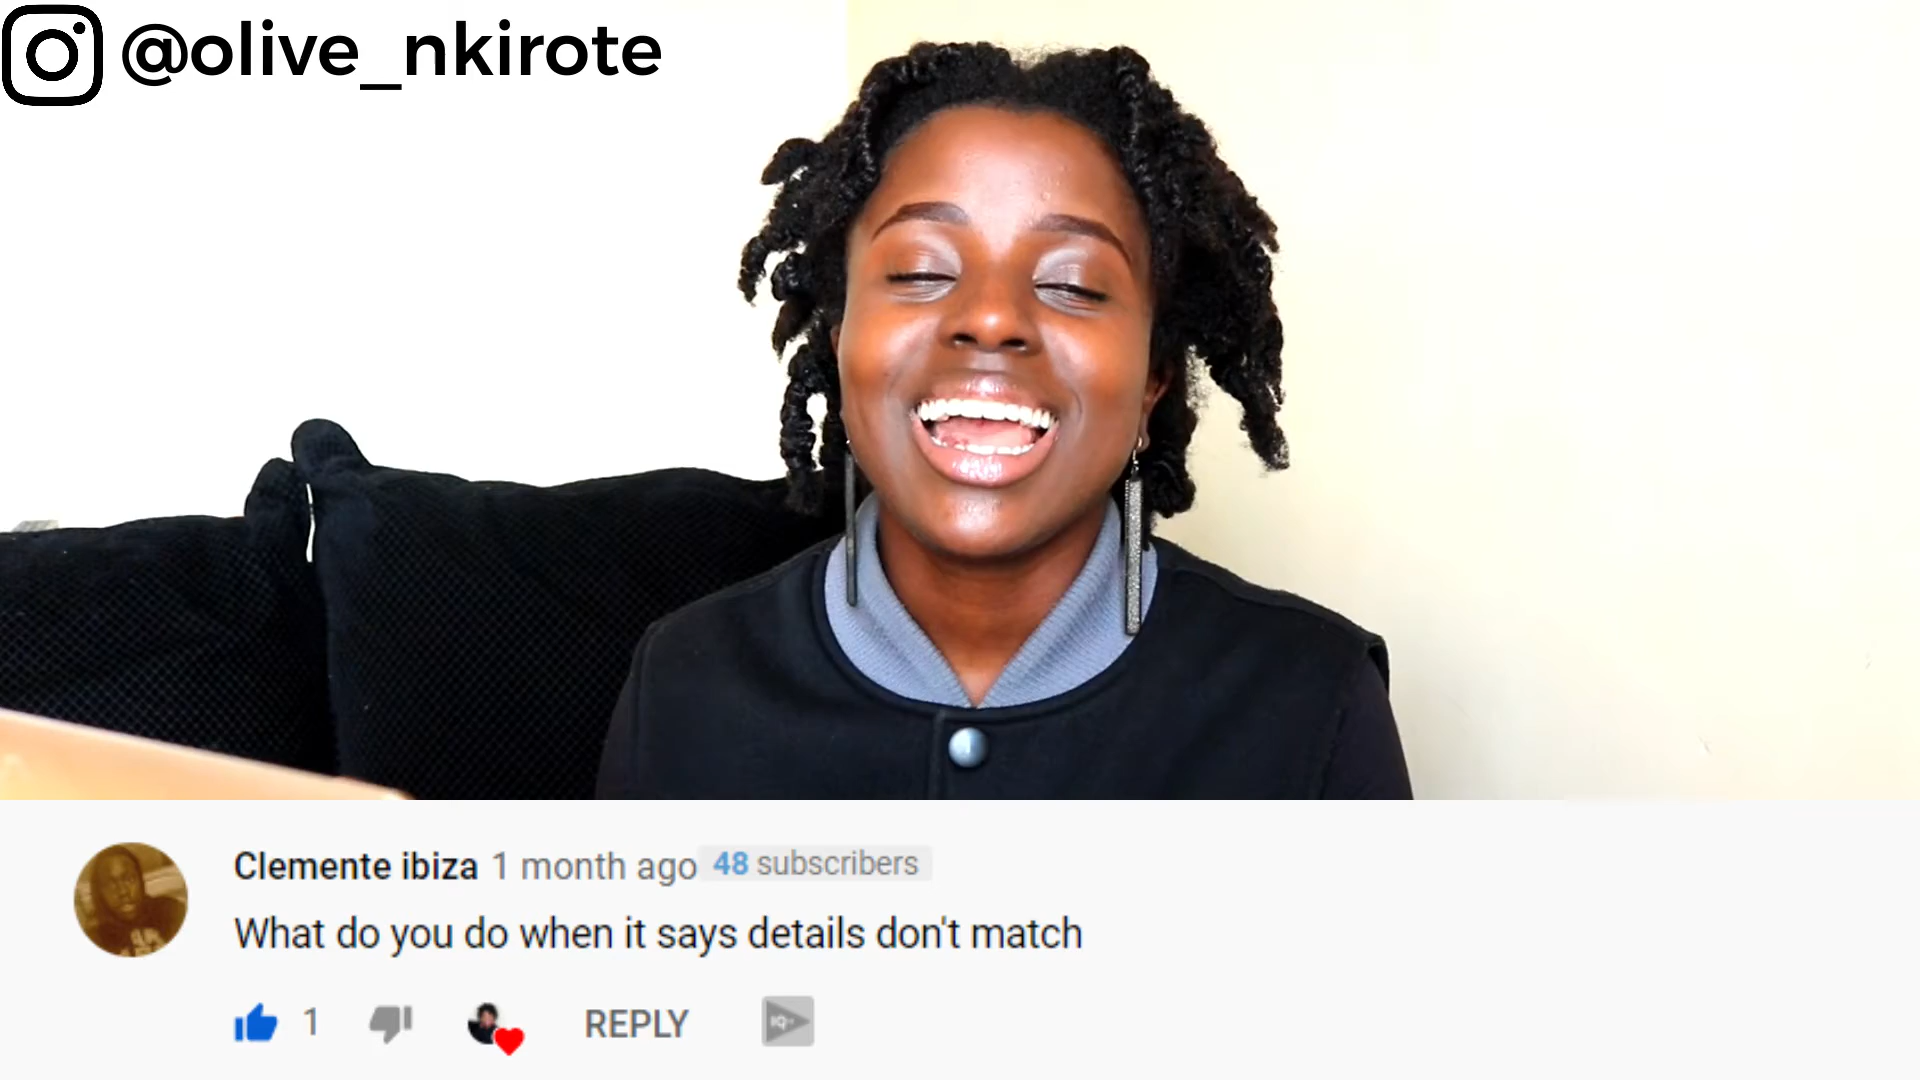 @olive_nkirote
Clemente ibiza 1 month ago 48 subscribers
What do you do when it says details don't match
1 REPLY